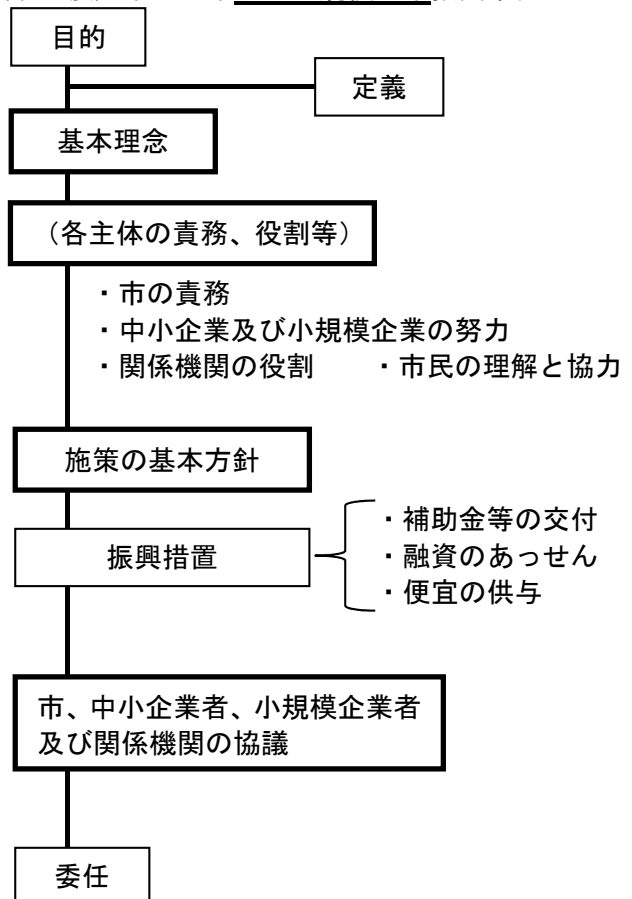 目的
定義
基本理念
（各主体の責務、役割等）
・市の責務
・中小企業及び小規模企業の努力
・関係機関の役割　　・市民の理解と協力
施策の基本方針
振興措置
・補助金等の交付
・融資のあっせん
・便宜の供与
市、中小企業者、小規模企業者
及び関係機関の協議
委任